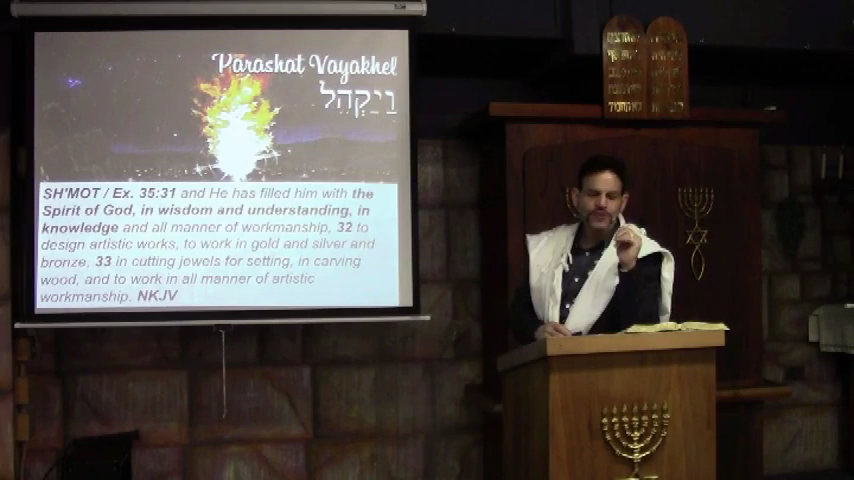 Parashat Vayakhel
וַיַּקְהֵל
SH'MOT / Ex. 35:31 and He has filled him with the
Spirit of God, in wisdom and understanding, in
knowledge and all manner of workmanship, 32 to
design artistic works, to work in gold and silver and
bronze, 33 in cutting jewels for setting, in carving
wood, and to work in all manner of artistic
workmanship. NKJV